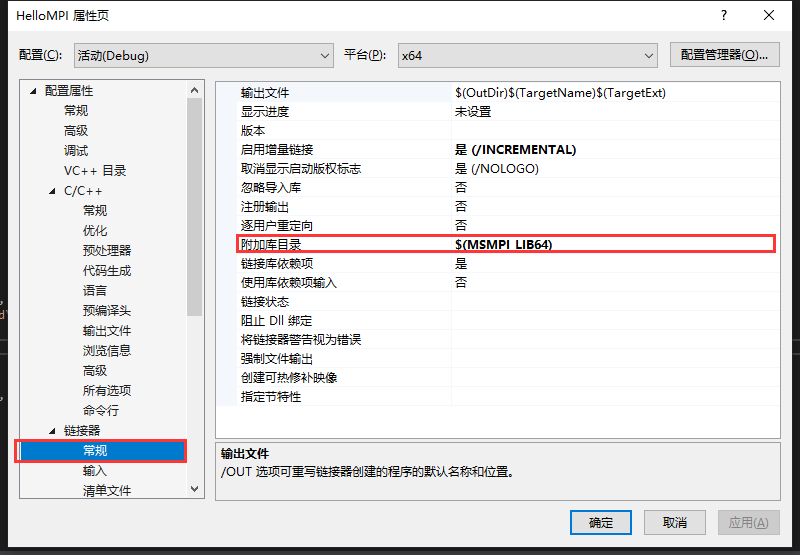 HelloMPI 属性页
配置(C): 活动(Debug) 平台(P): x64 配置管理器(O)...
配置属性
常规
高级
调试
VC++ 目录
C/C++
常规
优化
预处理器
代码生成
语言
预编译头
输出文件
浏览信息
高级
所有选项
命令行
链接器
常规
输入
清单文件
输出文件 $(OutDir)$(TargetName)$(TargetExt)
显示进度 未设置
版本
启用增量链接 是 (/INCREMENTAL)
取消显示启动版权标志 是 (/NOLOGO)
忽略导入库 否
注册输出 否
逐用户重定向 否
附加库目录 $(MSMPI_LIB64)
链接库依赖项 是
使用库依赖项输入 否
链接状态
阻止 Dll 绑定
将链接器警告视为错误
强制文件输出
创建可热修补映像
指定节特性
输出文件
/OUT 选项可重写链接器创建的程序的默认名称和位置。
确定 取消 应用(A)